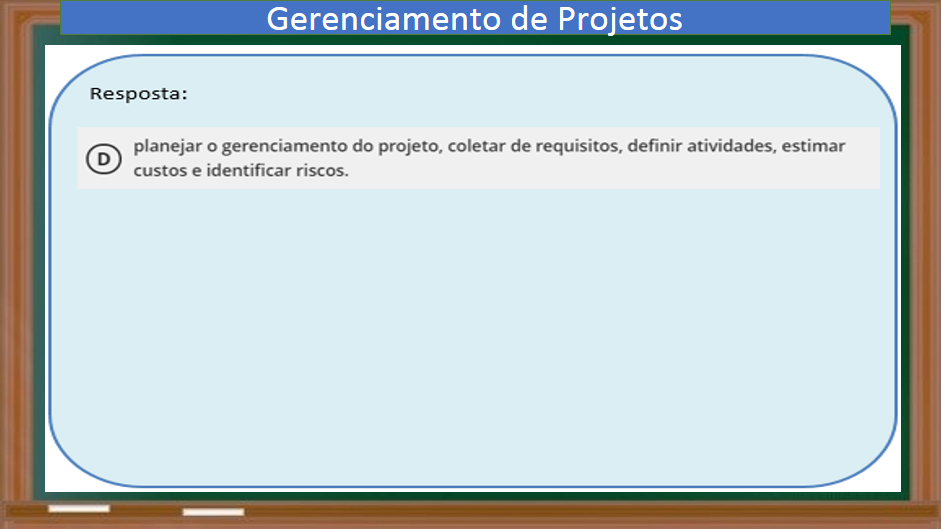 Gerenciamento de Projetos
Resposta:
D planejar o gerenciamento do projeto, coletar de requisitos, definir atividades, estimar
custos e identificar riscos.